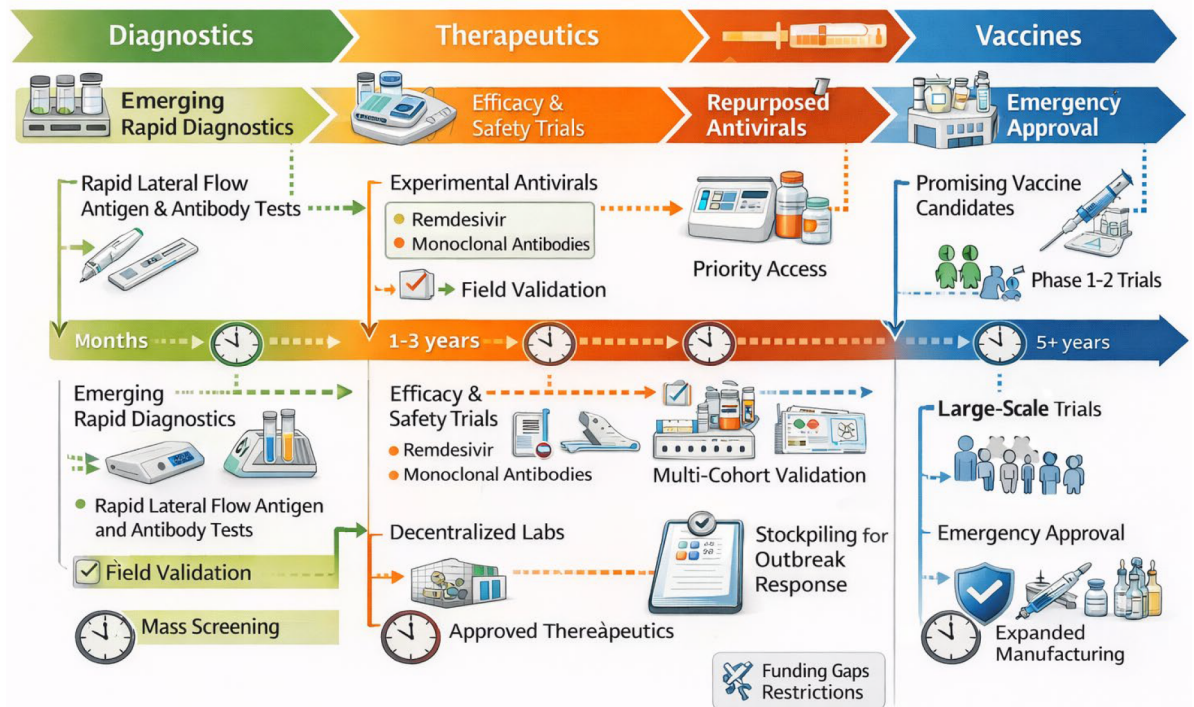 Diagnostics
Therapeutics
Vaccines
Emerging
Rapid Diagnostics
Efficacy &
Safety Trials
Repurposed
Antivirals
Emergency
Approval
Rapid Lateral Flow
Antigen & Antibody Tests
Experimental Antivirals
Remdesivir
Monoclonal Antibodies
Field Validation
Priority Access
Promising Vaccine
Candidates
Phase 1-2 Trials
Months
1-3 years
5+ years
Emerging
Rapid Diagnostics
Rapid Lateral Flow Antigen
and Antibody Tests
Field Validation
Mass Screening
Efficacy &
Safety Trials
Remdesivir
Monoclonal Antibodies
Multi-Cohort Validation
Decentralized Labs
Stockpiling for
Outbreak
Response
Approved Thereàpeutics
Large-Scale Trials
Emergency Approval
Expanded
Manufacturing
Funding Gaps
Restrictions